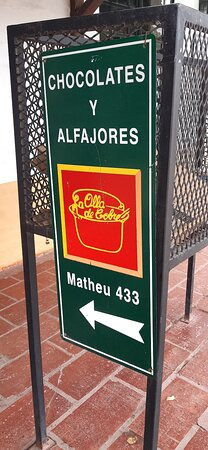 CHOCOLATES
Y
ALFAJORES
La Olla
de Cobre
Matheu 433